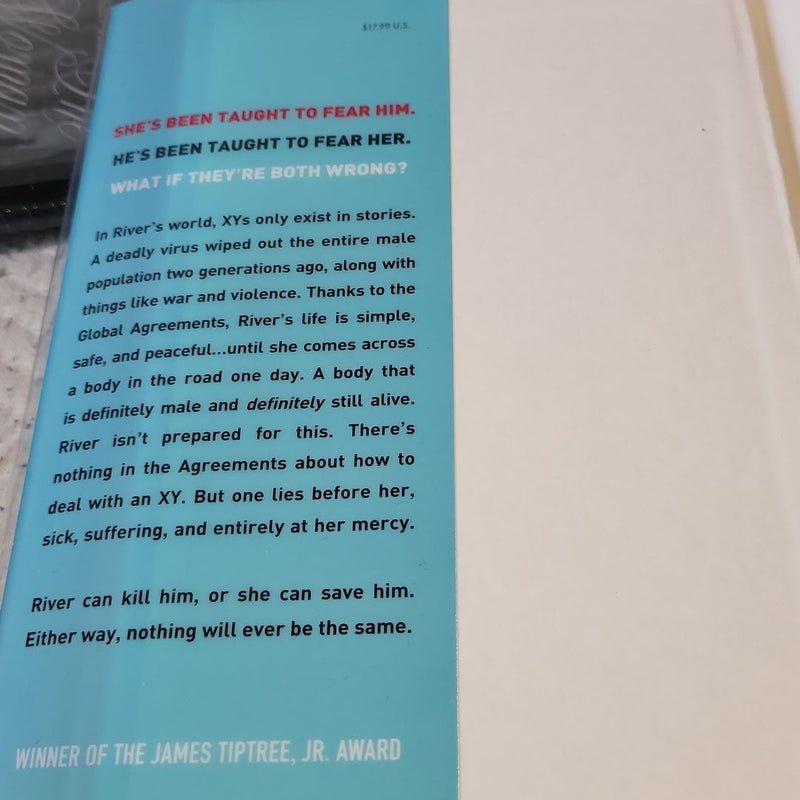 $17.99 U.S.
SHE'S BEEN TAUGHT TO FEAR HIM.
HE'S BEEN TAUGHT TO FEAR HER.
WHAT IF THEY'RE BOTH WRONG?
In River's world, XYs only exist in stories.
A deadly virus wiped out the entire male
population two generations ago, along with
things like war and violence. Thanks to the
Global Agreements, River's life is simple,
safe, and peaceful...until she comes across
a body in the road one day. A body that
is definitely male and definitely still alive.
River isn't prepared for this. There's
nothing in the Agreements about how to
deal with an XY. But one lies before her,
sick, suffering, and entirely at her mercy.
River can kill him, or she can save him.
Either way, nothing will ever be the same.
WINNER OF THE JAMES TIPTREE, JR. AWARD